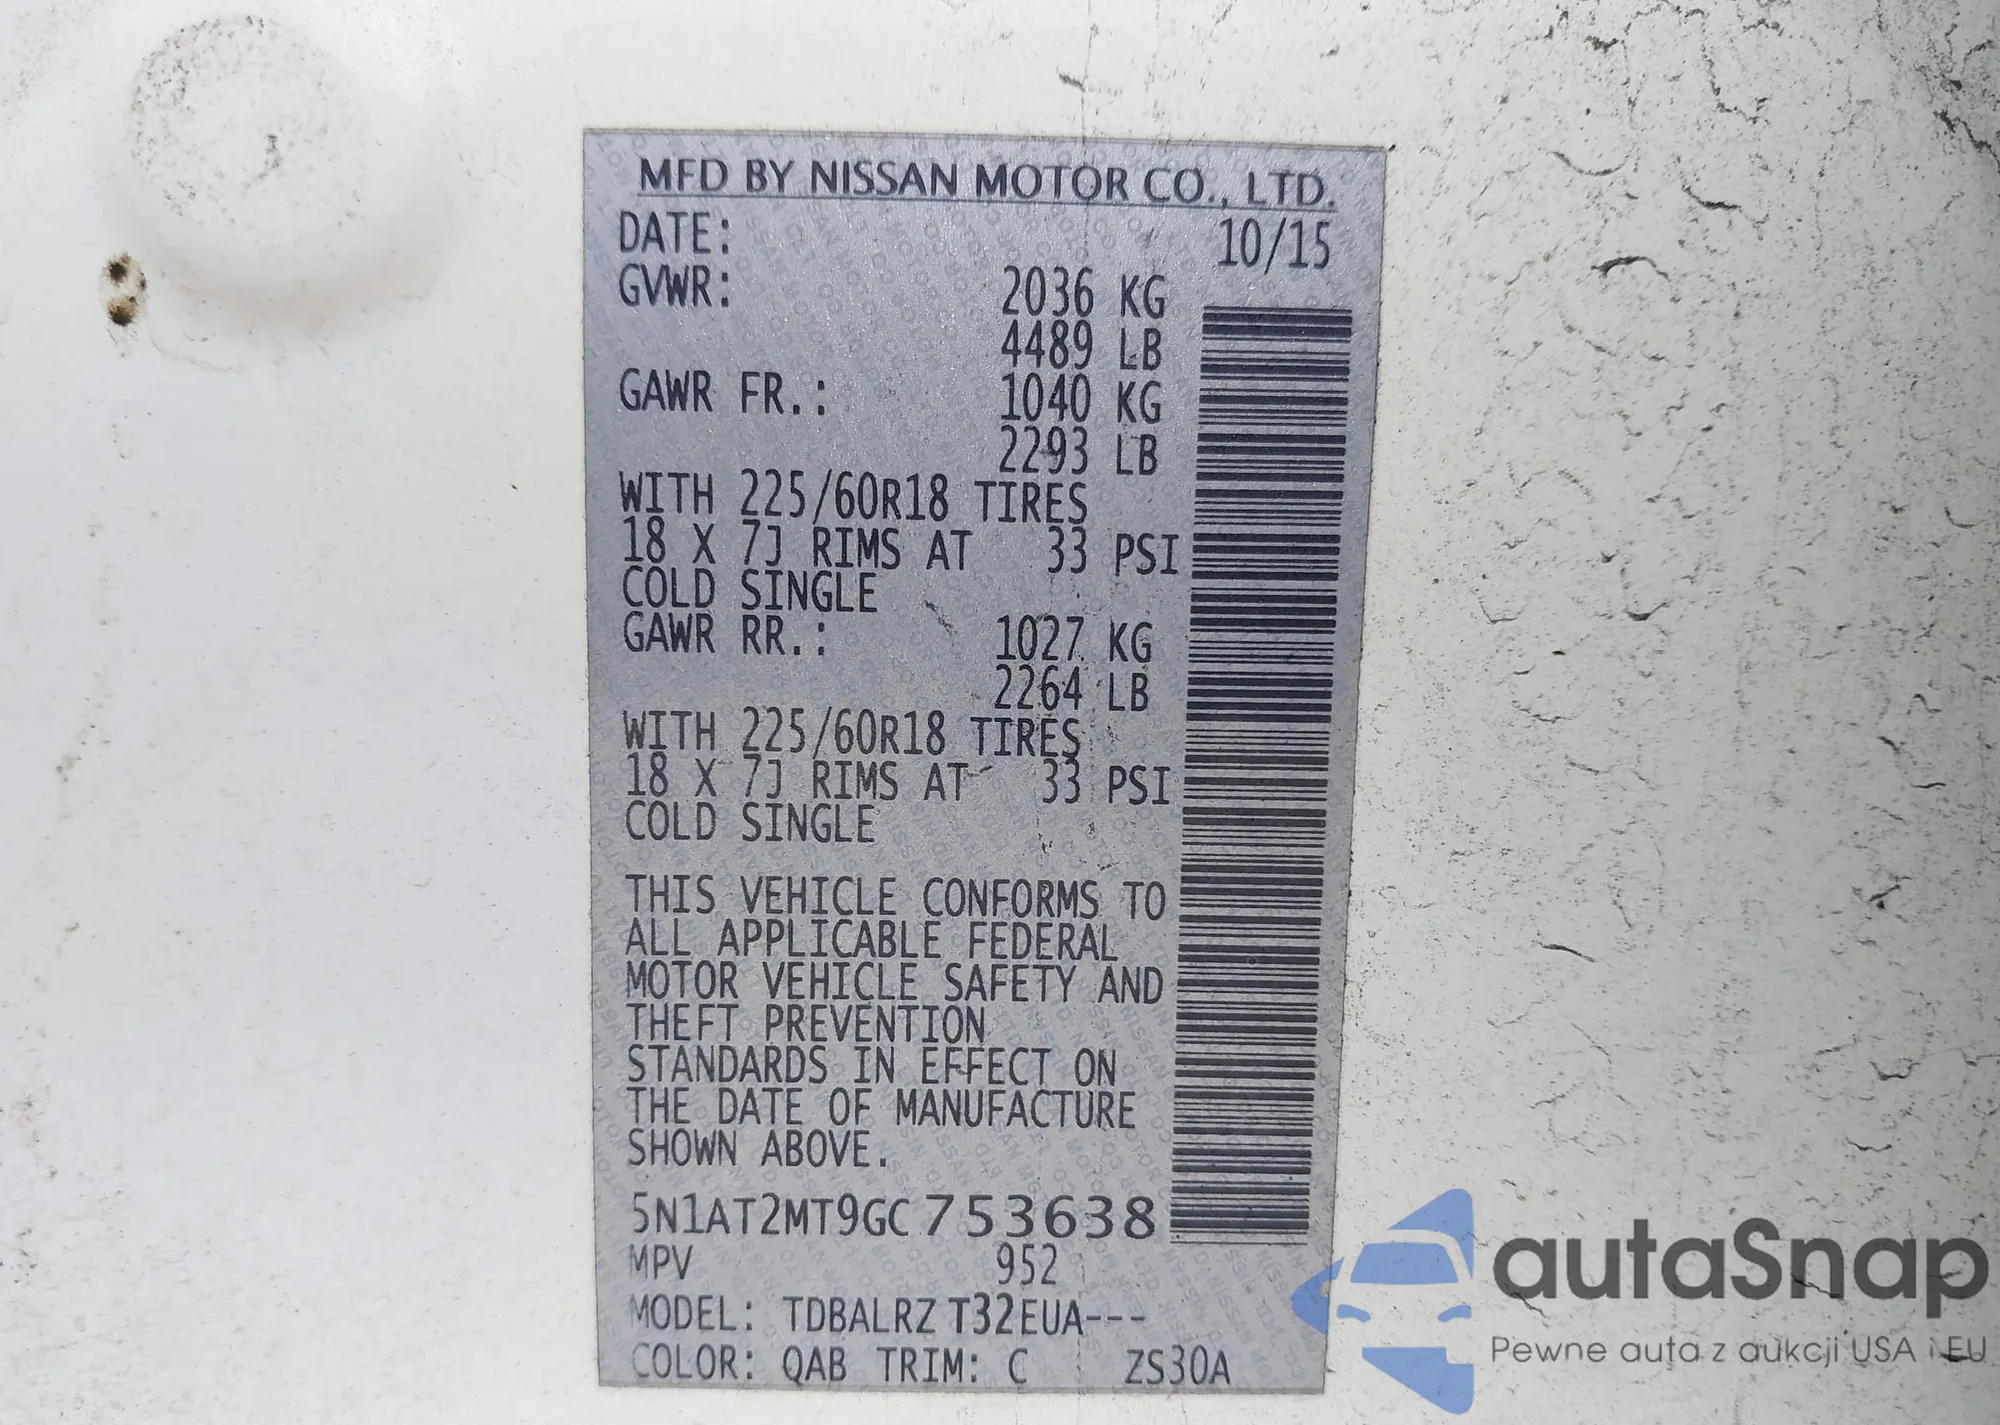 MFD BY NISSAN MOTOR CO., LTD.
DATE: 10/15
GVWR: 2036 KG
4489 LB
GAWR FR.: 1040 KG
2293 LB
WITH 225/60R18 TIRES
18 X 7J RIMS AT 33 PSI
COLD SINGLE
GAWR RR.: 1027 KG
2264 LB
WITH 225/60R18 TIRES
18 X 7J RIMS AT 33 PSI
COLD SINGLE
THIS VEHICLE CONFORMS TO
ALL APPLICABLE FEDERAL
MOTOR VEHICLE SAFETY AND
THEFT PREVENTION
STANDARDS IN EFFECT ON
THE DATE OF MANUFACTURE
SHOWN ABOVE.
5N1AT2MT9GC753638
MPV 952
MODEL: TDBALRZ T32EUA---
COLOR: QAB TRIM: C ZS30A
autaSnap
Pewne auta z aukcji USA i EU